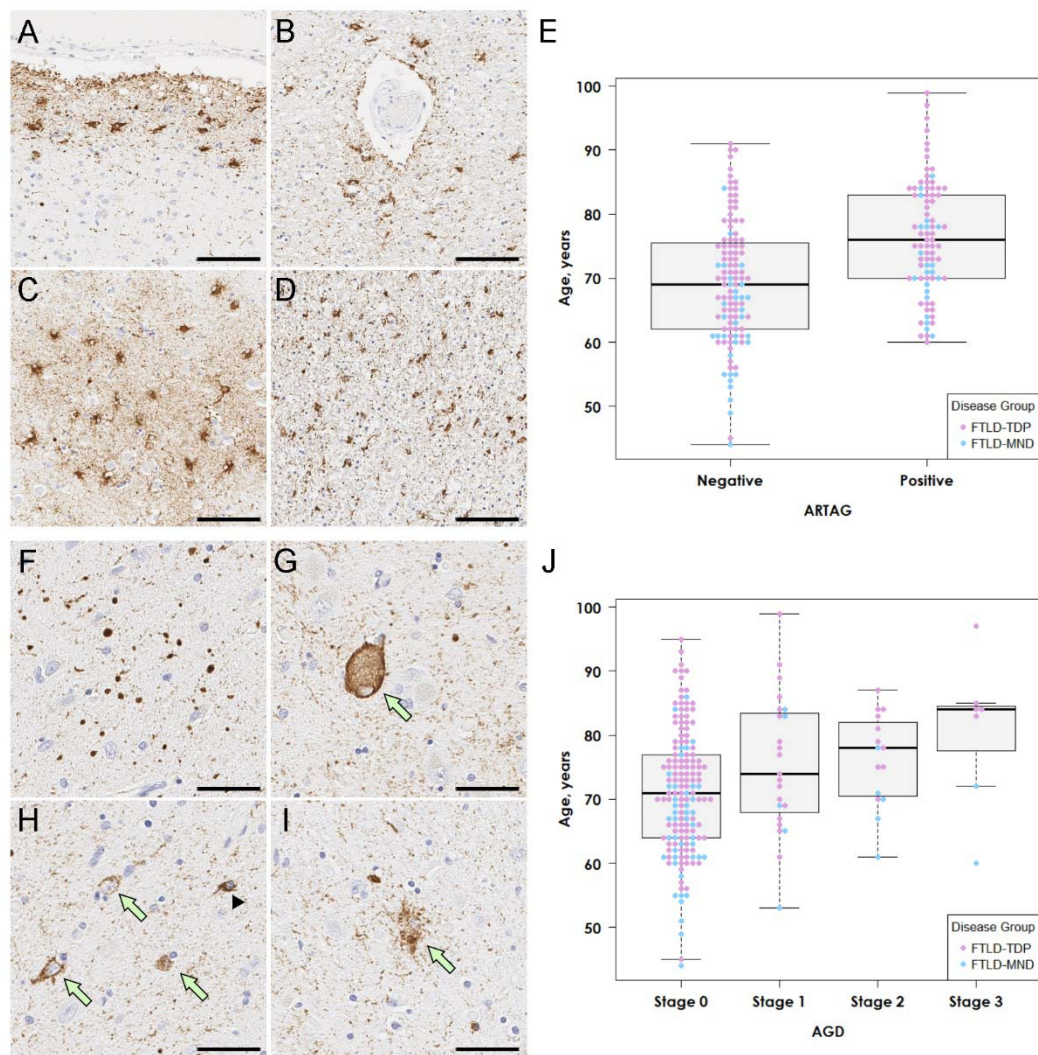 A
B
C
D
E
100
90
80
70
60
50
Age, years
Negative Positive
ARTAG
Disease Group
FTLD-TDP
FTLD-MND
F
G
H
I
J
100
90
80
70
60
50
Age, years
Stage 0 Stage 1 Stage 2 Stage 3
AGD
Disease Group
FTLD-TDP
FTLD-MND